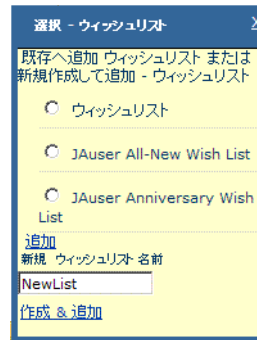 選択 - ウィッシュリスト X
既存へ追加 ウィッシュリスト または
新規作成して追加 - ウィッシュリスト
ウィッシュリスト
JAuser All-New Wish List
JAuser Anniversary Wish
List
追加
新規 ウィッシュリスト 名前
NewList
作成 & 追加